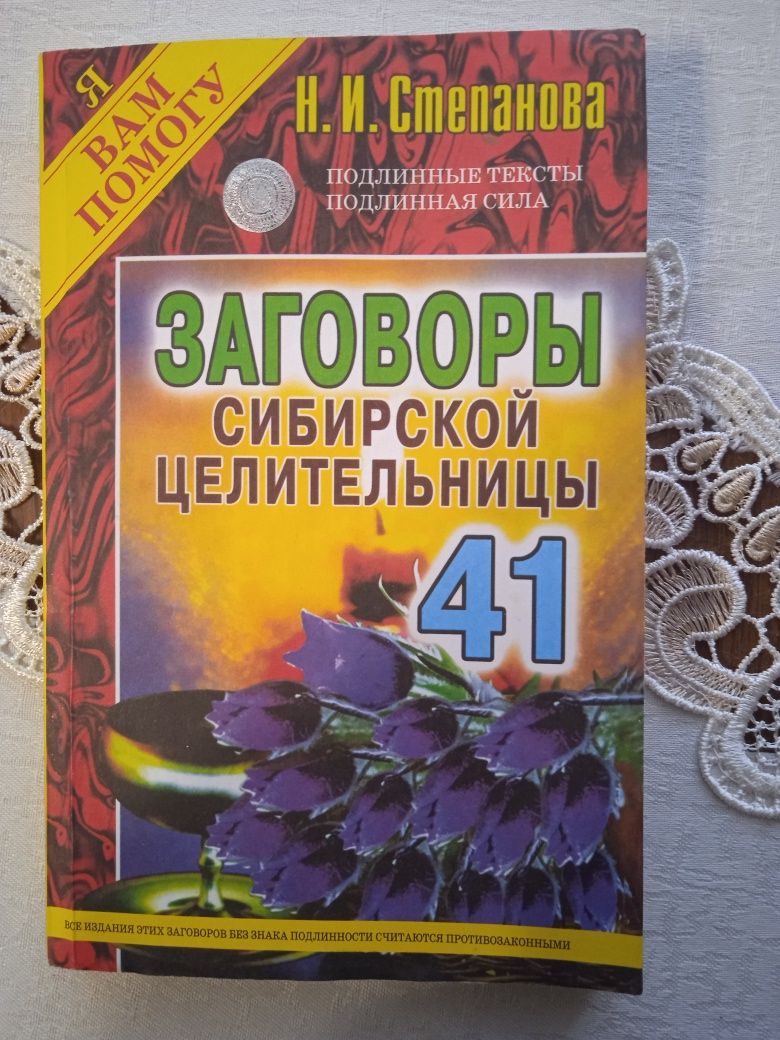 Я
ВАМ
ПОМОГУ
Н. И. Степанова
ПОДЛИННЫЕ ТЕКСТЫ
ПОДЛИННАЯ СИЛА
ЗАГОВОРЫ
СИБИРСКОЙ
ЦЕЛИТЕЛЬНИЦЫ
41
ВСЕ ИЗДАНИЯ ЭТИХ ЗАГОВОРОВ БЕЗ ЗНАКА ПОДЛИННОСТИ СЧИТАЮТСЯ ПРОТИВОЗАКОННЫМИ